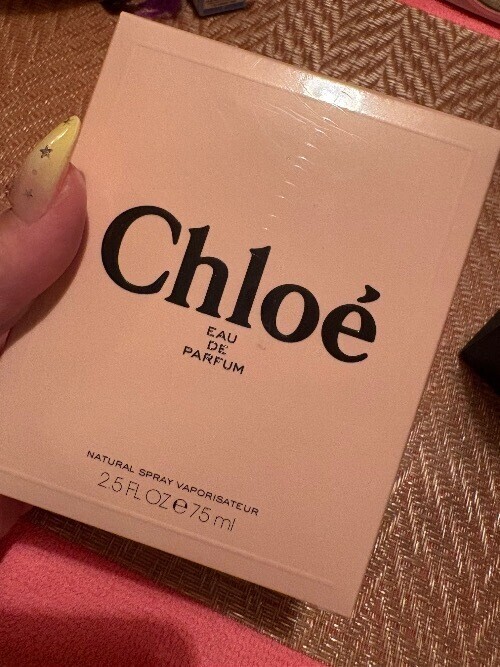 Chloé
EAU
DE
PARFUM
NATURAL SPRAY VAPORISATEUR
2.5 FL OZ ℮ 75 ml